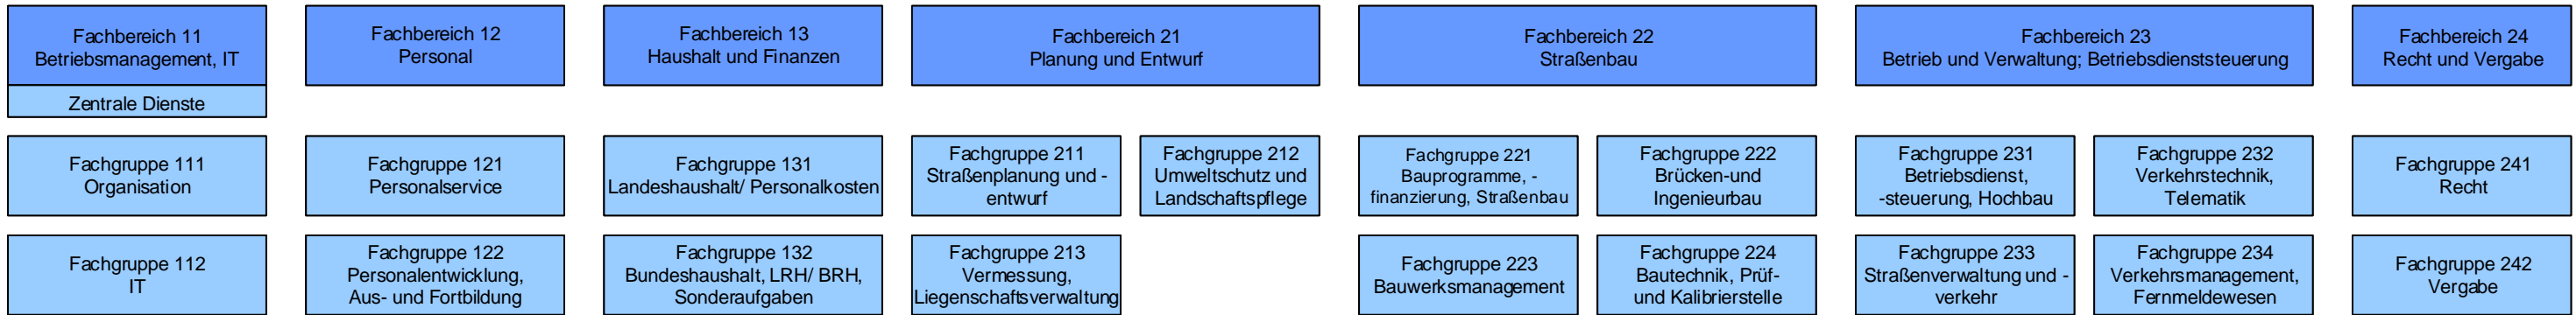 Fachbereich 11
Betriebsmanagement, IT
Zentrale Dienste
Fachbereich 12
Personal
Fachbereich 13
Haushalt und Finanzen
Fachbereich 21
Planung und Entwurf
Fachbereich 22
Straßenbau
Fachbereich 23
Betrieb und Verwaltung; Betriebsdienststeuerung
Fachbereich 24
Recht und Vergabe
Fachgruppe 111
Organisation
Fachgruppe 121
Personalservice
Fachgruppe 131
Landeshaushalt/ Personalkosten
Fachgruppe 211
Straßenplanung und -
entwurf
Fachgruppe 212
Umweltschutz und
Landschaftspflege
Fachgruppe 221
Bauprogramme, -
finanzierung, Straßenbau
Fachgruppe 222
Brücken-und
Ingenieurbau
Fachgruppe 231
Betriebsdienst,
-steuerung, Hochbau
Fachgruppe 232
Verkehrstechnik,
Telematik
Fachgruppe 241
Recht
Fachgruppe 112
IT
Fachgruppe 122
Personalentwicklung,
Aus- und Fortbildung
Fachgruppe 132
Bundeshaushalt, LRH/ BRH,
Sonderaufgaben
Fachgruppe 213
Vermessung,
Liegenschaftsverwaltung
Fachgruppe 223
Bauwerksmanagement
Fachgruppe 224
Bautechnik, Prüf-
und Kalibrierstelle
Fachgruppe 233
Straßenverwaltung und -
verkehr
Fachgruppe 234
Verkehrsmanagement,
Fernmeldewesen
Fachgruppe 242
Vergabe